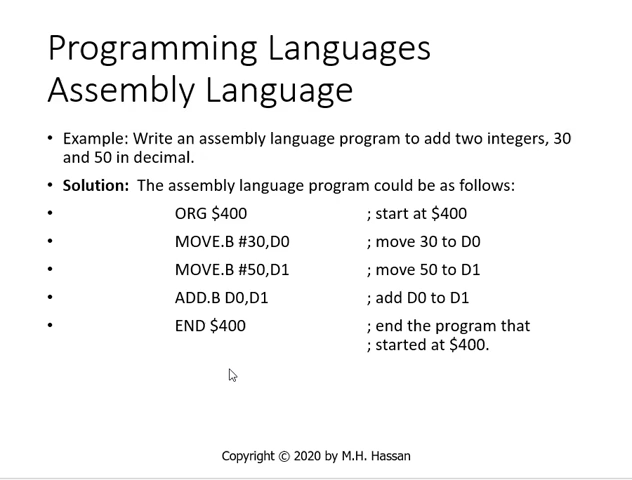 Programming Languages
Assembly Language
• Example: Write an assembly language program to add two integers, 30
and 50 in decimal.
• Solution: The assembly language program could be as follows:
• ORG $400 ; start at $400
• MOVE.B #30,D0 ; move 30 to D0
• MOVE.B #50,D1 ; move 50 to D1
• ADD.B D0,D1 ; add D0 to D1
• END $400 ; end the program that
; started at $400.
Copyright © 2020 by M.H. Hassan